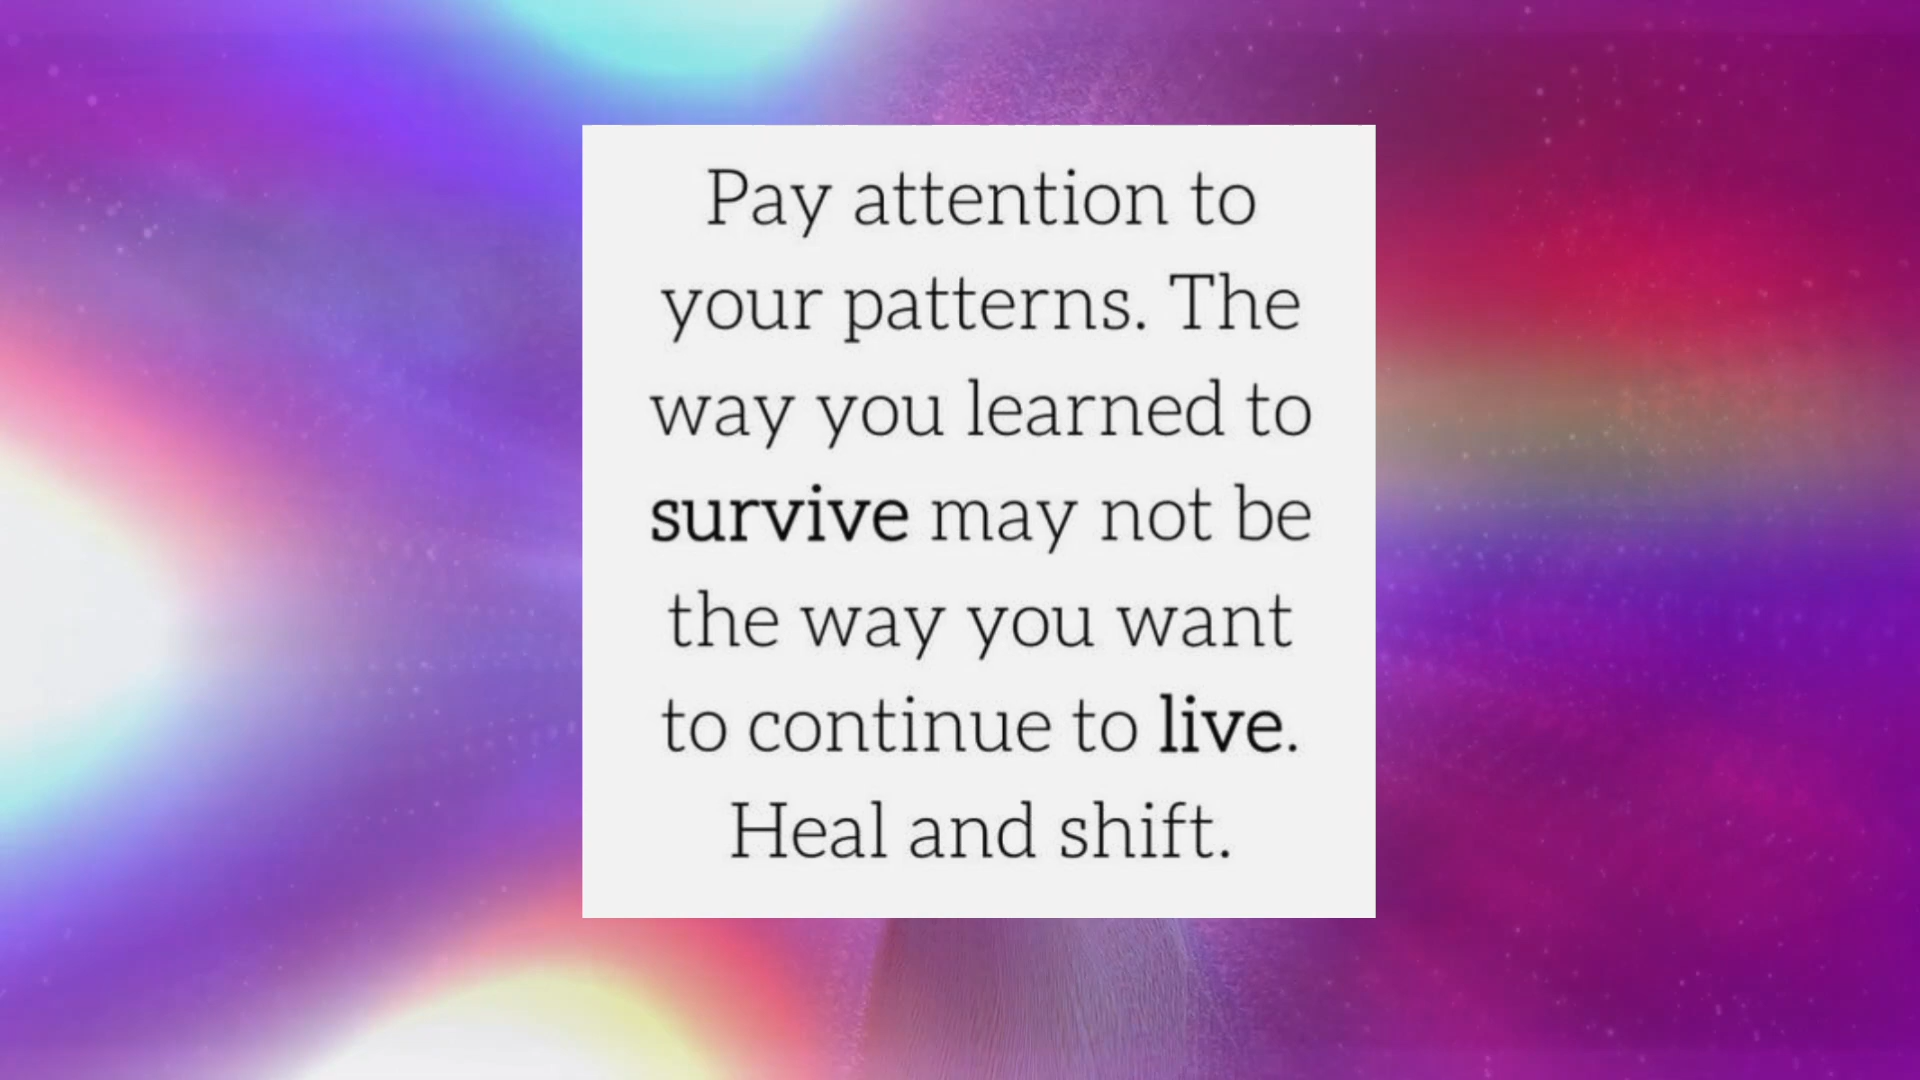 Pay attention to
your patterns. The
way you learned to
survive may not be
the way you want
to continue to live.
Heal and shift.